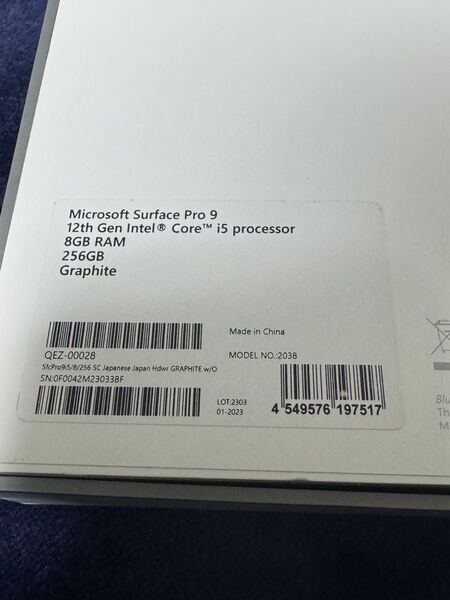 Microsoft Surface Pro 9
12th Gen Intel® Core™ i5 processor
8GB RAM
256GB
Graphite
Made in China
QEZ-00028
MODEL NO.:2038
SfcPro9i5/8/256 SC Japanese Japan Hdwr GRAPHITE w/O
SN:0F0042M23033BF
LOT:2303
01-2023
4 549576 197517
Blu
Th
M